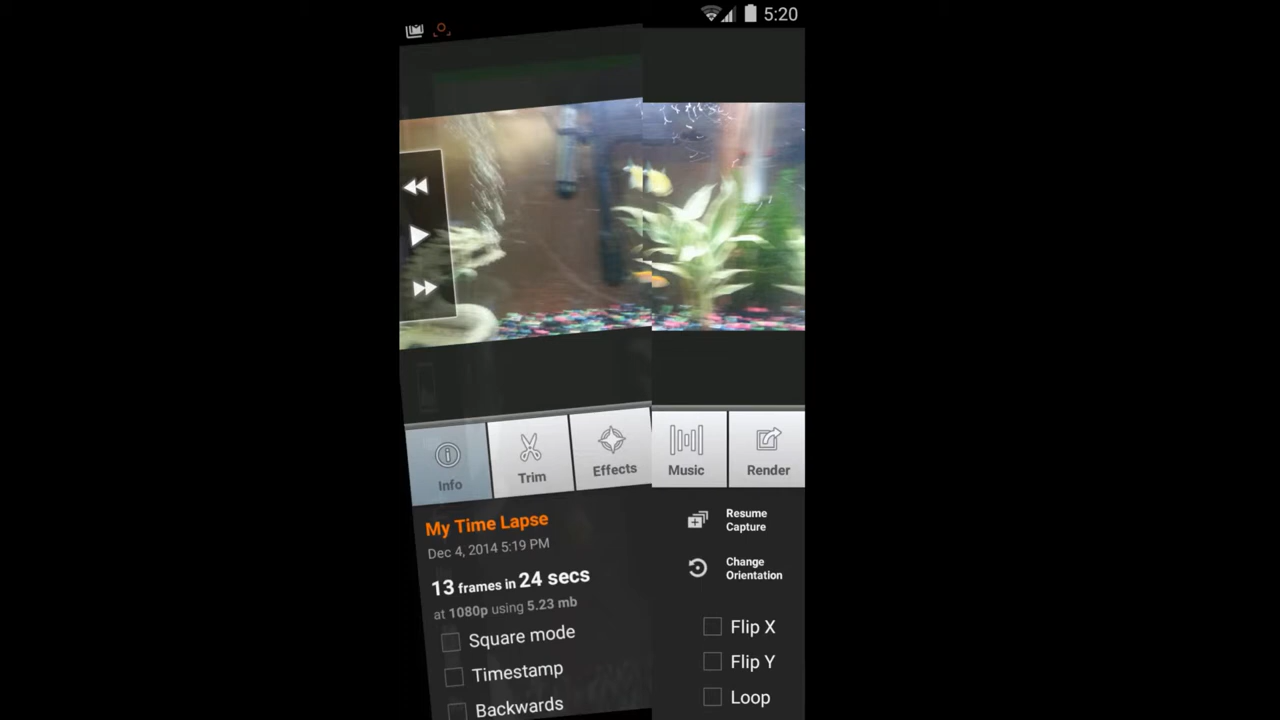 5:20
Info
Trim
Effects
Music
Render
My Time Lapse
Dec 4, 2014 5:19 PM
13 frames in 24 secs
at 1080p using 5.23 mb
Square mode
Timestamp
Backwards
Resume
Capture
Change
Orientation
Flip X
Flip Y
Loop